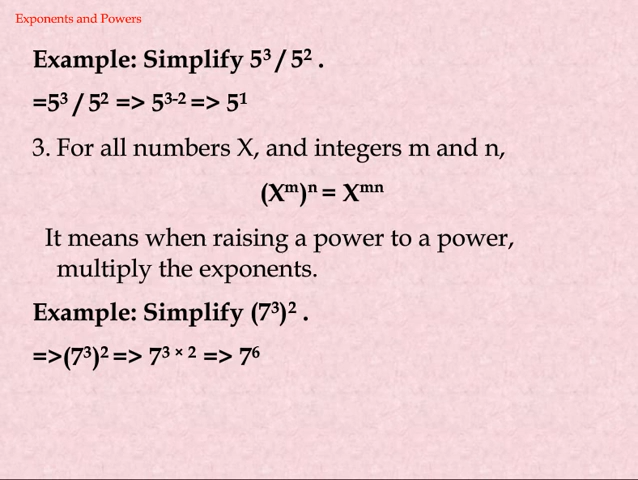 Exponents and Powers
Example: Simplify 5³ / 5² .
=5³ / 5² => 5³⁻² => 5¹
3. For all numbers X, and integers m and n,
(Xᵐ)ⁿ = Xᵐⁿ
It means when raising a power to a power,
multiply the exponents.
Example: Simplify (7³)² .
=>(7³)² => 7³ ˣ ² => 7⁶